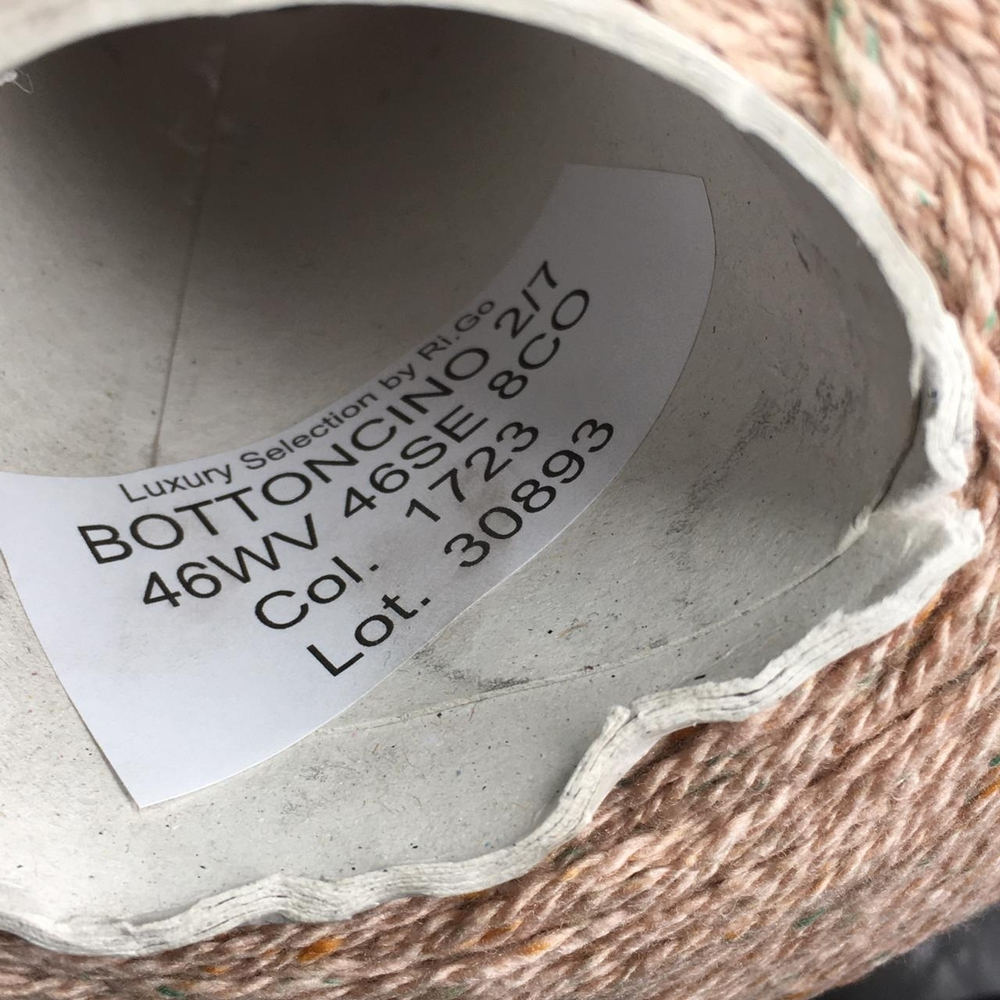 Luxury Selection by Ri.Go
BOTTONCINO 2/7
46WV 46SE 8CO
Col. 1723
Lot. 30893